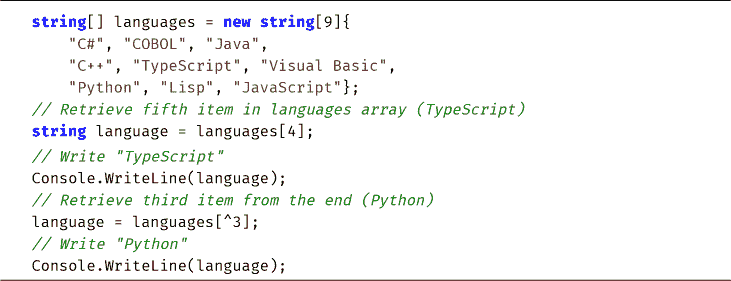 string[] languages = new string[9]{
    "C#", "COBOL", "Java",
    "C++", "TypeScript", "Visual Basic",
    "Python", "Lisp", "JavaScript"};
// Retrieve fifth item in languages array (TypeScript)
string language = languages[4];
// Write "TypeScript"
Console.WriteLine(language);
// Retrieve third item from the end (Python)
language = languages[^3];
// Write "Python"
Console.WriteLine(language);